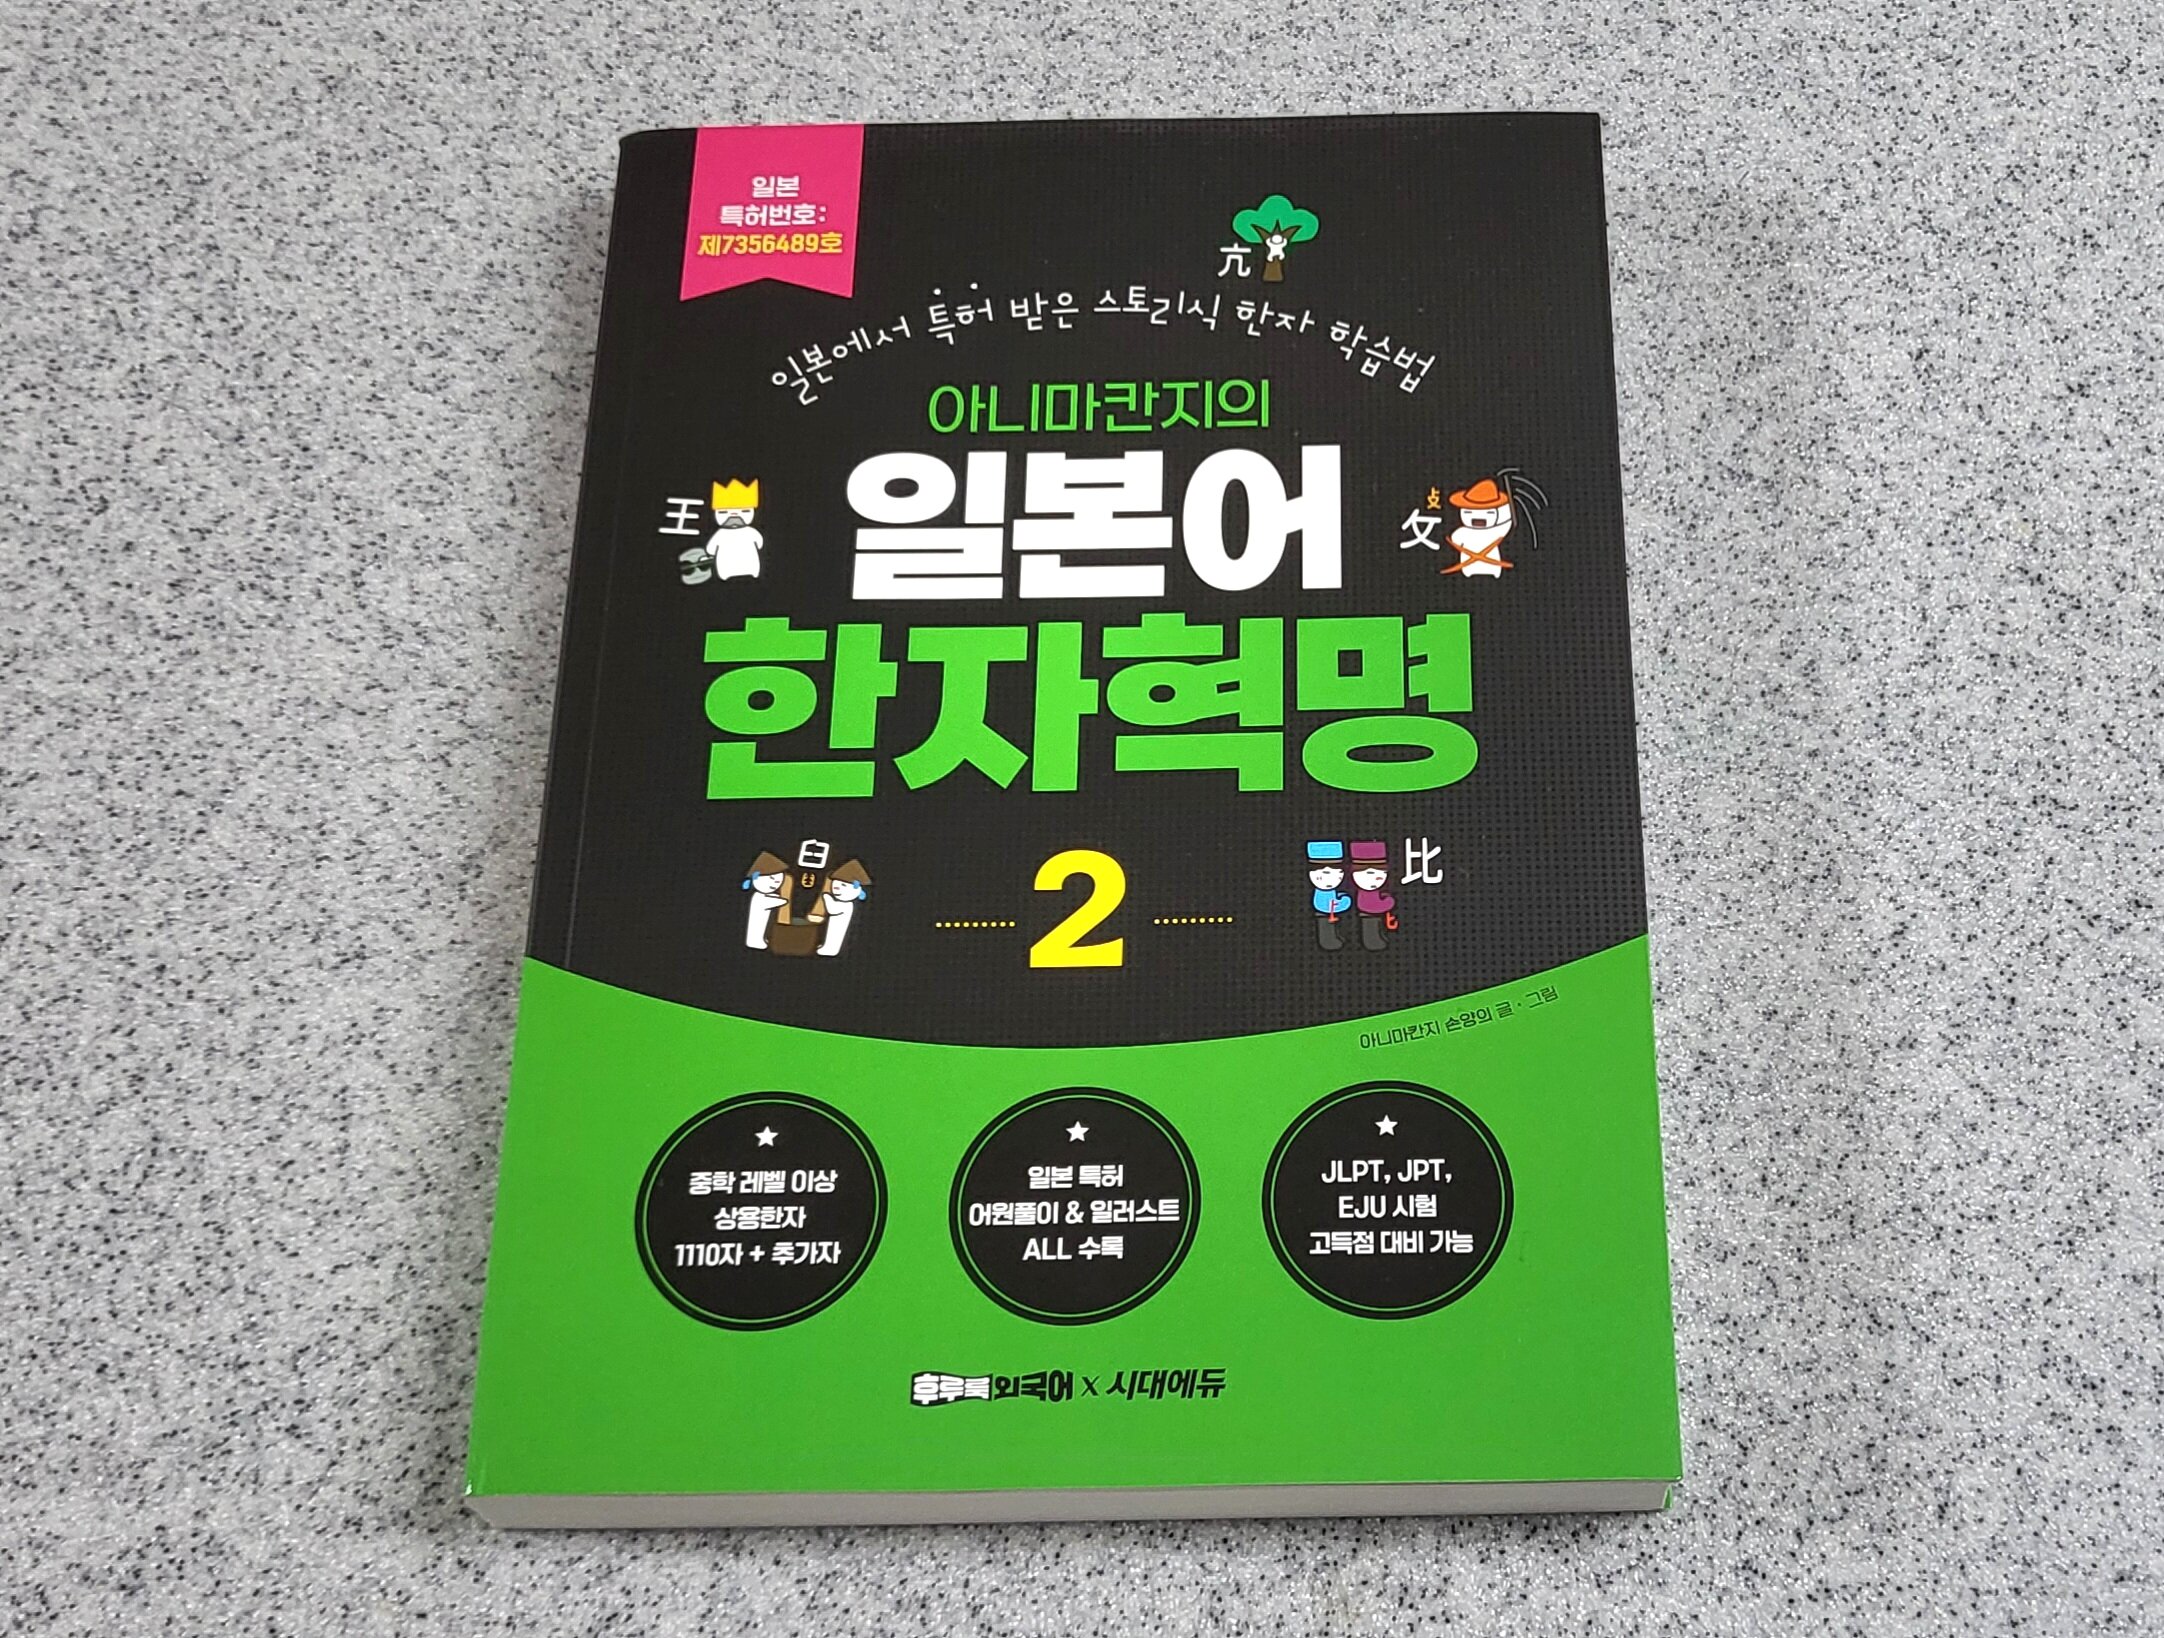 일본
특허번호:
제7356489호
亢
일본에서 특허 받은 스토리식 한자 학습법
아니마칸지의
王
일본어
攵
한자혁명
臼
臼
2
比
아니마칸지 손양의 글·그림
중학 레벨 이상
상용한자
1110자 + 추가자
일본 특허
어원풀이 & 일러스트
ALL 수록
JLPT, JPT,
EJU 시험
고득점 대비 가능
후루룩외국어 x 시대에듀